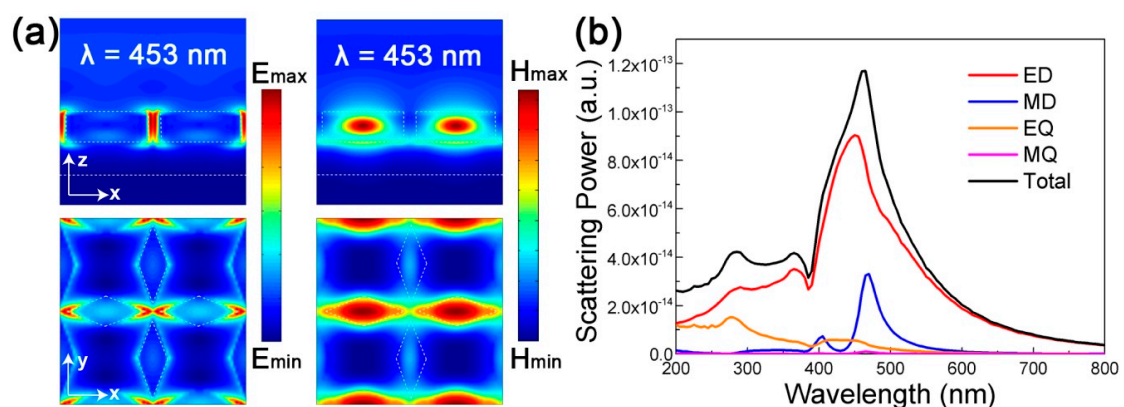 (a)
λ = 453 nm
Emax
z
x
y
x
Emin
λ = 453 nm
Hmax
Hmin
(b)
Scattering Power (a.u.)
1.2x10⁻¹³
1.0x10⁻¹³
8.0x10⁻¹⁴
6.0x10⁻¹⁴
4.0x10⁻¹⁴
2.0x10⁻¹⁴
0.0
ED
MD
EQ
MQ
Total
200 300 400 500 600 700 800
Wavelength (nm)